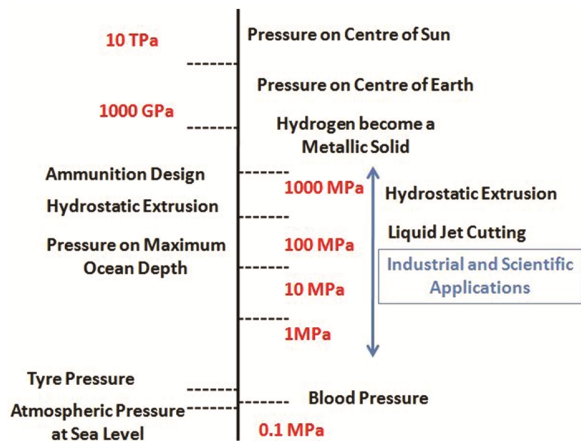 10 TPa
Pressure on Centre of Sun
Pressure on Centre of Earth
1000 GPa
Hydrogen become a
Metallic Solid
Ammunition Design
1000 MPa
Hydrostatic Extrusion
Hydrostatic Extrusion
Liquid Jet Cutting
Pressure on Maximum
Ocean Depth
100 MPa
Industrial and Scientific
Applications
10 MPa
1MPa
Tyre Pressure
Blood Pressure
Atmospheric Pressure
at Sea Level
0.1 MPa